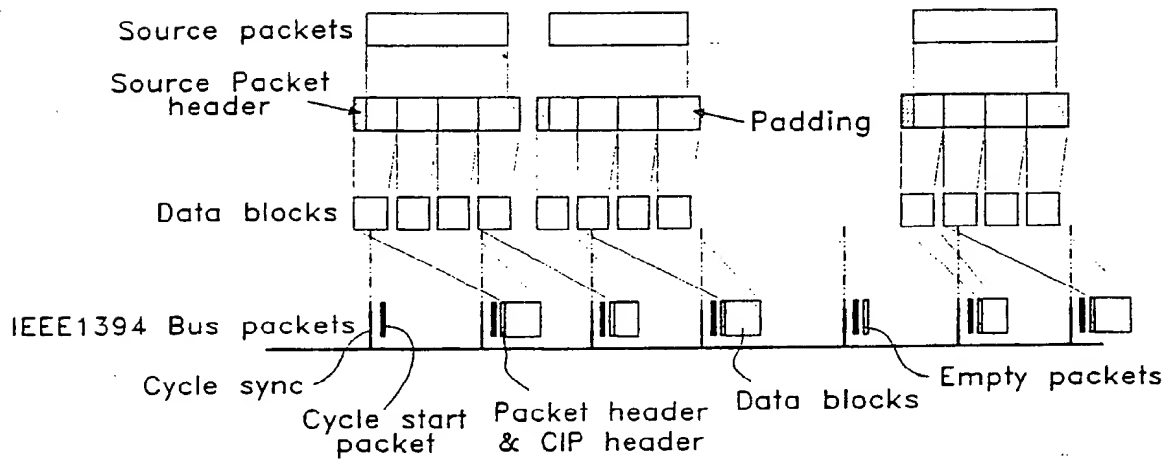 Source packets
Source Packet
header
Padding
Data blocks
IEEE1394 Bus packets
Cycle sync
Cycle start
packet
Packet header
& CIP header
Data blocks
Empty packets